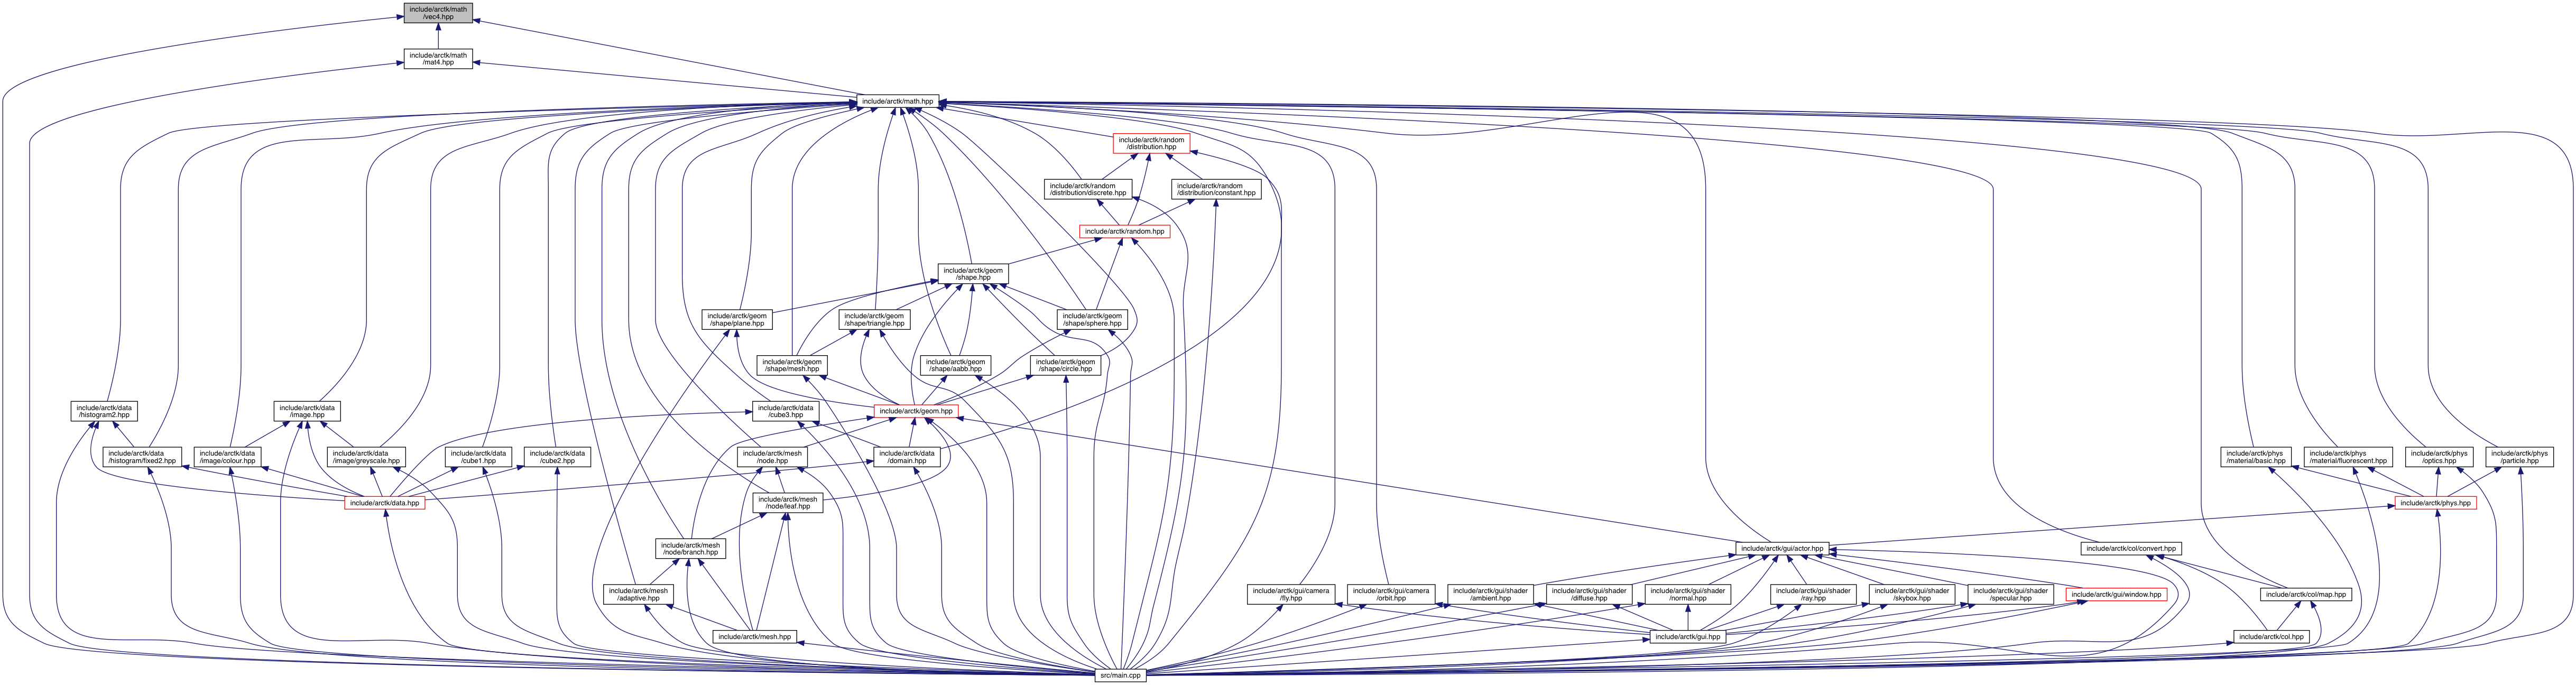 include/arctk/math
/vec4.hpp
include/arctk/math
/mat4.hpp
include/arctk/math.hpp
include/arctk/random
/distribution.hpp
include/arctk/random
/distribution/discrete.hpp
include/arctk/random
/distribution/constant.hpp
include/arctk/random.hpp
include/arctk/geom
/shape.hpp
include/arctk/geom
/shape/plane.hpp
include/arctk/geom
/shape/triangle.hpp
include/arctk/geom
/shape/sphere.hpp
include/arctk/geom
/shape/mesh.hpp
include/arctk/geom
/shape/aabb.hpp
include/arctk/geom
/shape/circle.hpp
include/arctk/data
/histogram2.hpp
include/arctk/data
/image.hpp
include/arctk/data
/cube3.hpp
include/arctk/geom.hpp
include/arctk/data
/histogram/fixed2.hpp
include/arctk/data
/image/colour.hpp
include/arctk/data
/image/greyscale.hpp
include/arctk/data
/cube1.hpp
include/arctk/data
/cube2.hpp
include/arctk/mesh
/node.hpp
include/arctk/data
/domain.hpp
include/arctk/phys
/material/basic.hpp
include/arctk/phys
/material/fluorescent.hpp
include/arctk/phys
/optics.hpp
include/arctk/phys
/particle.hpp
include/arctk/data.hpp
include/arctk/mesh
/node/leaf.hpp
include/arctk/phys.hpp
include/arctk/mesh
/node/branch.hpp
include/arctk/gui/actor.hpp
include/arctk/col/convert.hpp
include/arctk/mesh
/adaptive.hpp
include/arctk/gui/camera
/fly.hpp
include/arctk/gui/camera
/orbit.hpp
include/arctk/gui/shader
/ambient.hpp
include/arctk/gui/shader
/diffuse.hpp
include/arctk/gui/shader
/normal.hpp
include/arctk/gui/shader
/ray.hpp
include/arctk/gui/shader
/skybox.hpp
include/arctk/gui/shader
/specular.hpp
include/arctk/gui/window.hpp
include/arctk/col/map.hpp
include/arctk/mesh.hpp
include/arctk/gui.hpp
include/arctk/col.hpp
src/main.cpp